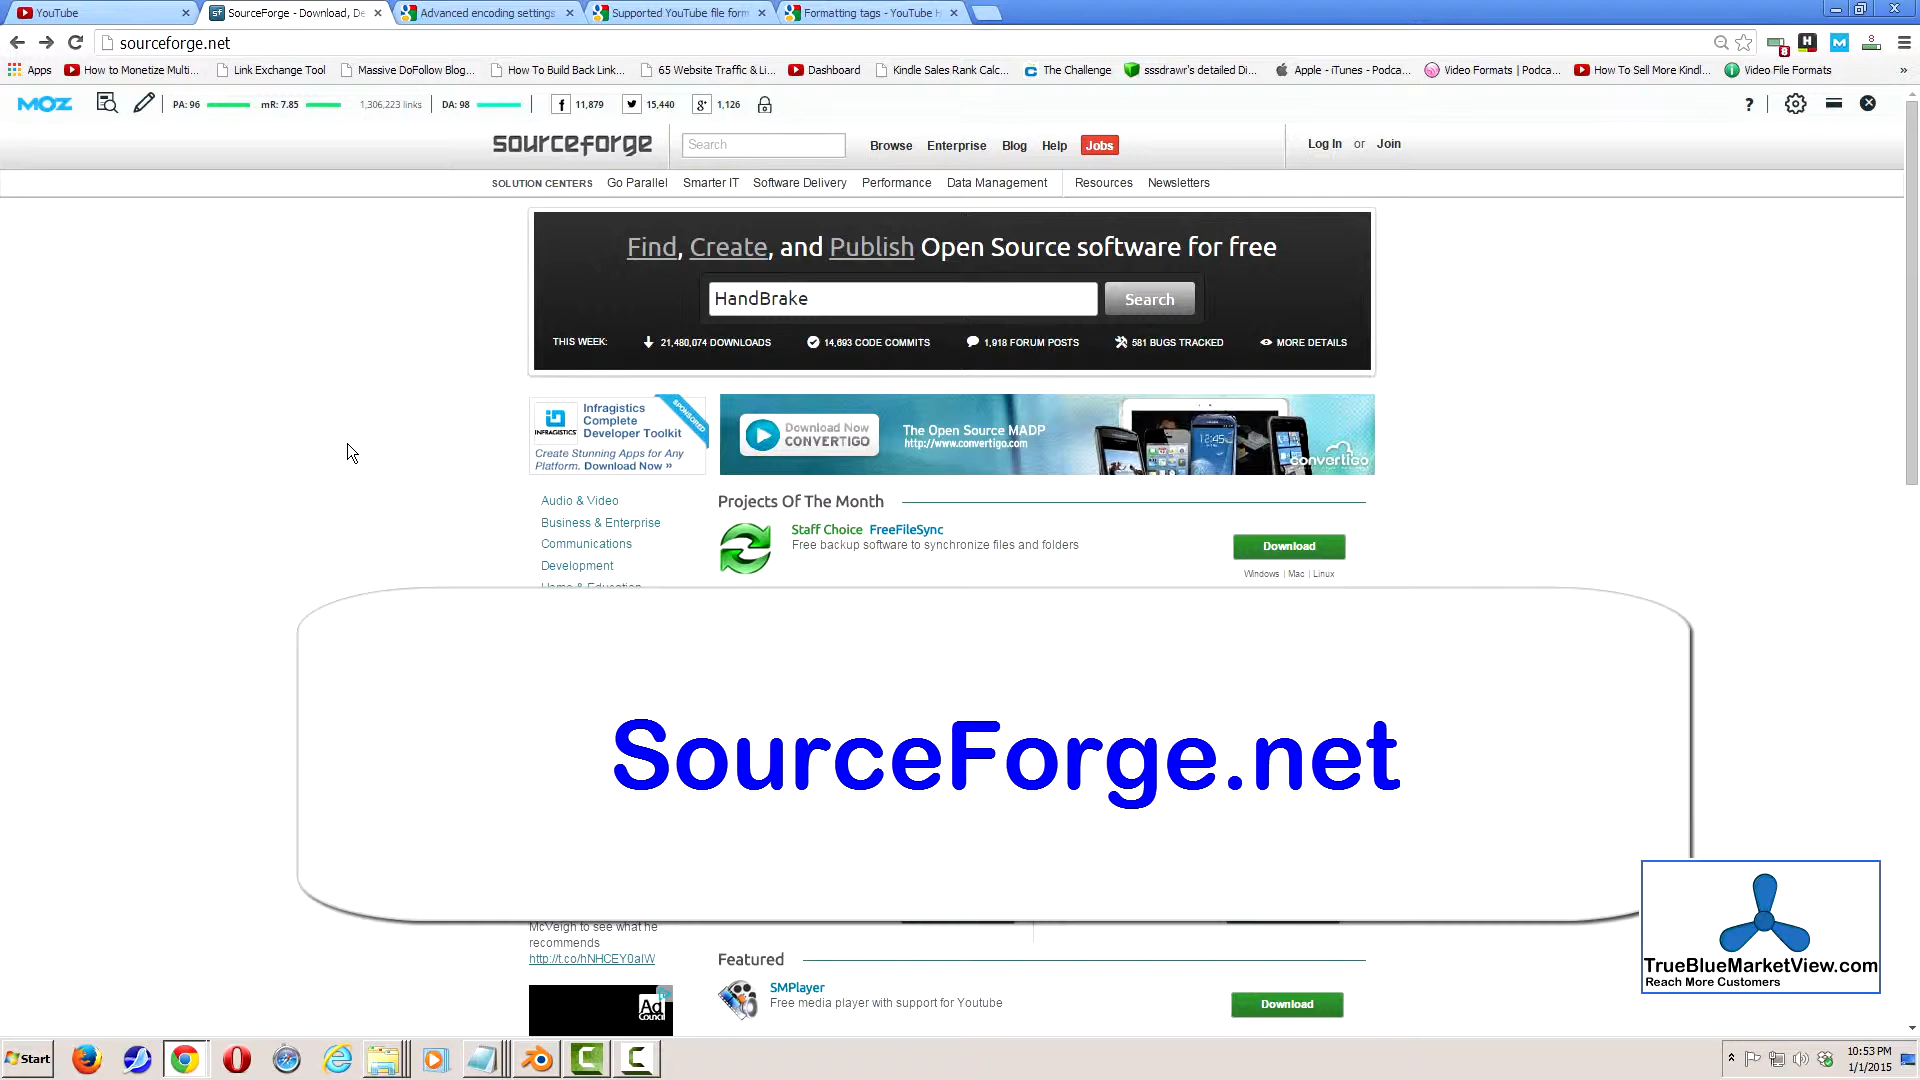 YouTube
SourceForge - Download, De
Advanced encoding settings
Supported YouTube file form
Formatting tags - YouTube H
sourceforge.net
8
H
M
8
Apps
How to Monetize Multi...
Link Exchange Tool
Massive DoFollow Blog...
How To Build Back Link...
65 Website Traffic & Li...
Dashboard
Kindle Sales Rank Calc...
The Challenge
sssdrawr's detailed Di...
Apple - iTunes - Podca...
Video Formats | Podca...
How To Sell More Kindl...
Video File Formats
»
MOZ
PA: 96
mR: 7.85
1,306,223 links
DA: 98
11,879
15,440
1,126
?
sourceforge
Search
Browse
Enterprise
Blog
Help
Jobs
Log In or Join
SOLUTION CENTERS
Go Parallel
Smarter IT
Software Delivery
Performance
Data Management
Resources
Newsletters
Find, Create, and Publish Open Source software for free
HandBrake
Search
THIS WEEK:
21,480,074 DOWNLOADS
14,693 CODE COMMITS
1,918 FORUM POSTS
581 BUGS TRACKED
MORE DETAILS
INFRAGISTICS
Infragistics
Complete
Developer Toolkit
SPONSORED
Create Stunning Apps for Any
Platform. Download Now »
Download Now
CONVERTIGO
The Open Source MADP
http://www.convertigo.com
12:45
convertigo
Audio & Video
Business & Enterprise
Communications
Development
Home & Education
Projects Of The Month
Staff Choice FreeFileSync
Free backup software to synchronize files and folders
Download
Windows | Mac | Linux
SourceForge.net
McVeigh to see what he
recommends
http://t.co/hNHCEY0alW
Ad
Council
Featured
SMPlayer
Free media player with support for Youtube
Download
TrueBlueMarketView.com
Reach More Customers
Start
10:53 PM
1/1/2015